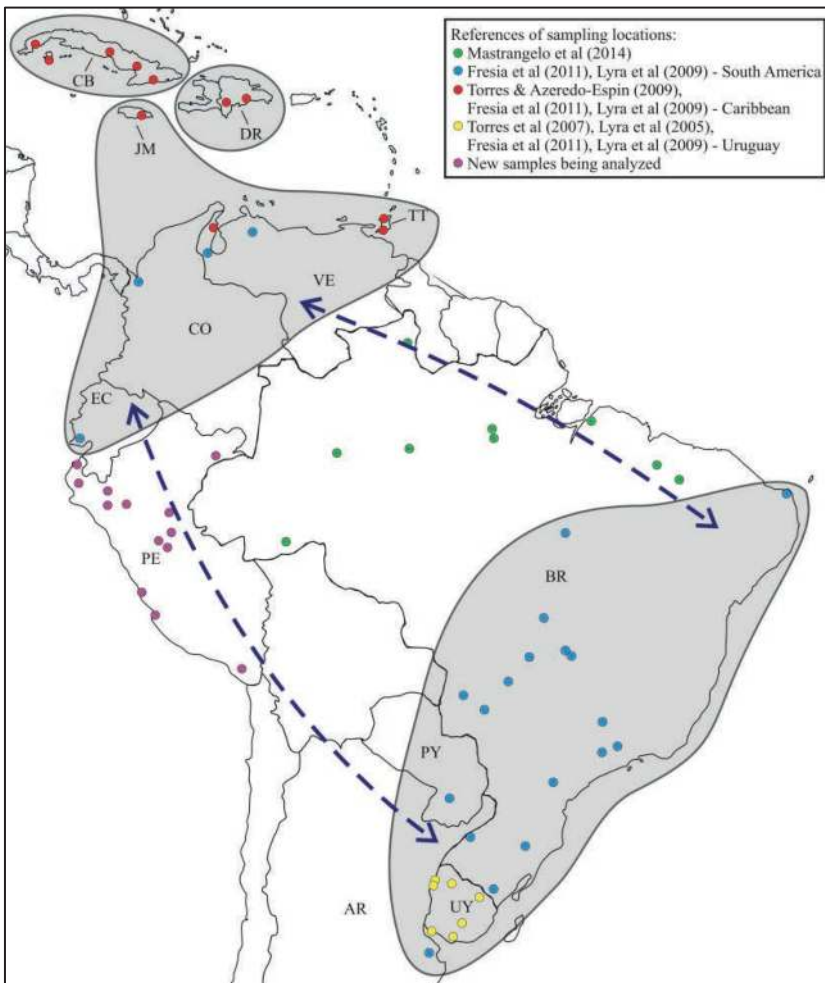 References of sampling locations:
Mastrangelo et al (2014)
Fresia et al (2011), Lyra et al (2009) - South America
Torres & Azeredo-Espin (2009),
Fresia et al (2011), Lyra et al (2009) - Caribbean
Torres et al (2007), Lyra et al (2005),
Fresia et al (2011), Lyra et al (2009) - Uruguay
New samples being analyzed
CB
DR
JM
TT
VE
CO
EC
PE
BR
PY
AR
UY